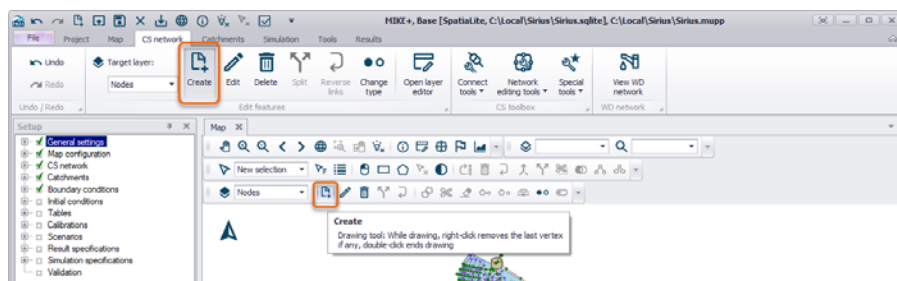 MIKE+, Base [SpatiaLite, C:\Local\Sirius\Sirius.sqlite], C:\Local\Sirius\Sirius.mupp
File Project Map CS network Catchments Simulation Tools Results
Undo
Redo
Undo / Redo
Target layer:
Nodes
Create
Edit
Delete
Split
Reverse links
Change type
Open layer editor
Edit features
Connect tools
Network editing tools
Special tools
CS toolbox
View WD network
WD network
Setup
General settings
Map configuration
CS network
Catchments
Boundary conditions
Initial conditions
Tables
Calibrations
Scenarios
Result specifications
Simulation specifications
Validation
Map
New selection
Nodes
Create
Drawing tool: While drawing, right-click removes the last vertex
if any, double-click ends drawing